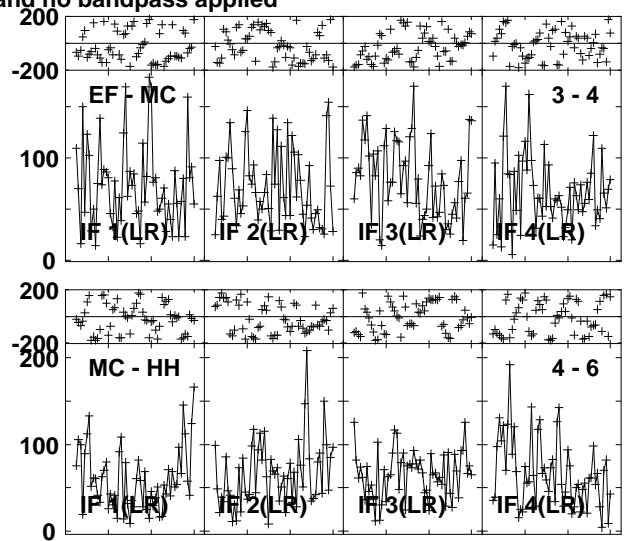 and no bandpass applied
200
-200
EF - MC 3 - 4
100
IF 1(LR) IF 2(LR) IF 3(LR) IF 4(LR)
0
200
-200
200
MC - HH 4 - 6
100
IF 1(LR) IF 2(LR) IF 3(LR) IF 4(LR)
0